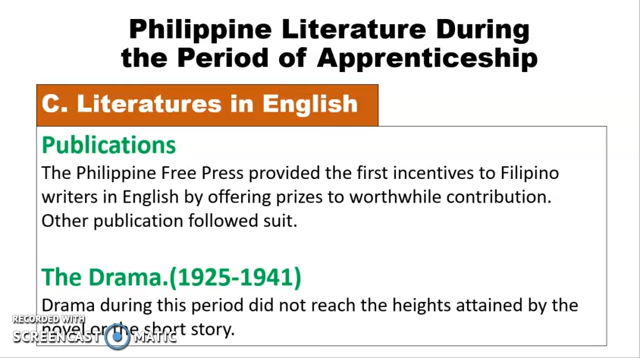 Philippine Literature During
the Period of Apprenticeship
C. Literatures in English
Publications
The Philippine Free Press provided the first incentives to Filipino
writers in English by offering prizes to worthwhile contribution.
Other publication followed suit.
The Drama.(1925-1941)
Drama during this period did not reach the heights attained by the
novel or the short story.
RECORDED WITH
SCREENCAST MATIC